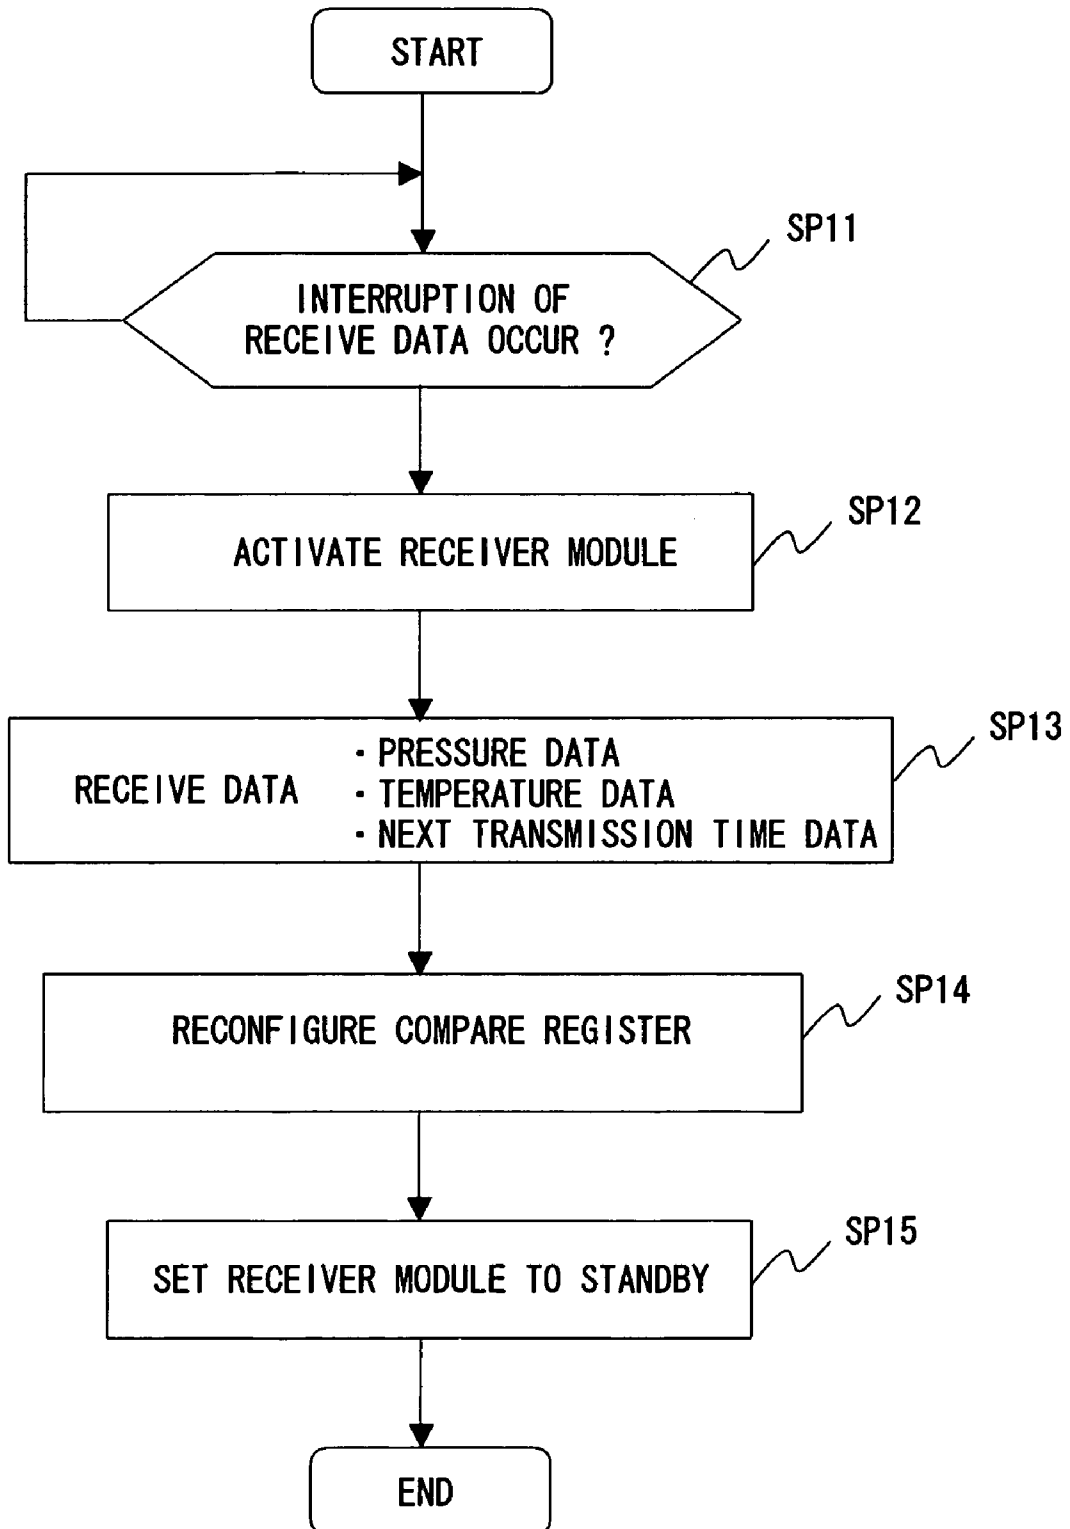 START
SP11
INTERRUPTION OF
RECEIVE DATA OCCUR ?
SP12
ACTIVATE RECEIVER MODULE
SP13
RECEIVE DATA
- PRESSURE DATA
- TEMPERATURE DATA
- NEXT TRANSMISSION TIME DATA
SP14
RECONFIGURE COMPARE REGISTER
SP15
SET RECEIVER MODULE TO STANDBY
END